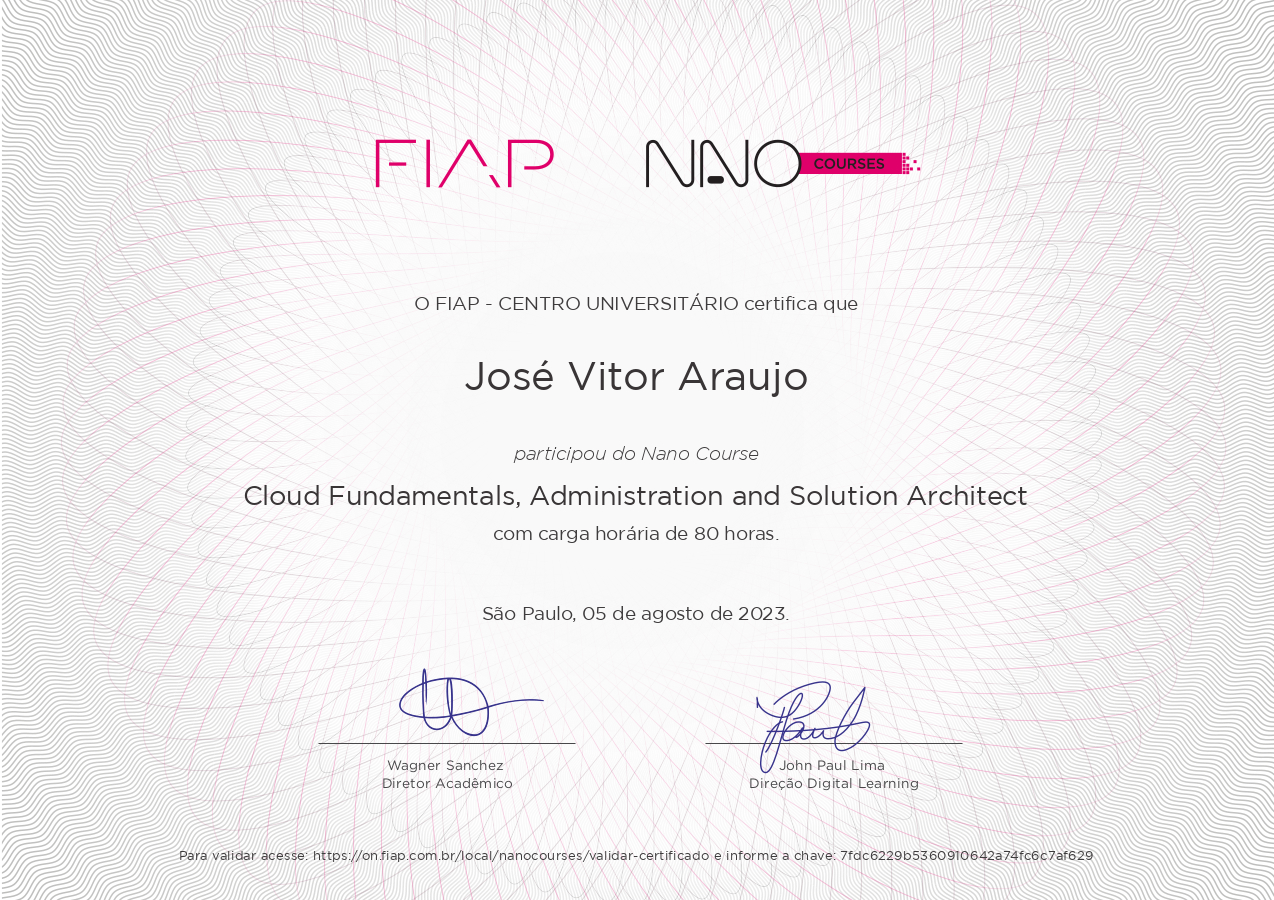 FIAP NANO COURSES
O FIAP - CENTRO UNIVERSITÁRIO certifica que
José Vitor Araujo
participou do Nano Course
Cloud Fundamentals, Administration and Solution Architect
com carga horária de 80 horas.
São Paulo, 05 de agosto de 2023.
Wagner Sanchez
Diretor Acadêmico
John Paul Lima
Direção Digital Learning
Para validar acesse: https://on.fiap.com.br/local/nanocourses/validar-certificado e informe a chave: 7fdc6229b5360910642a74fc6c7af629